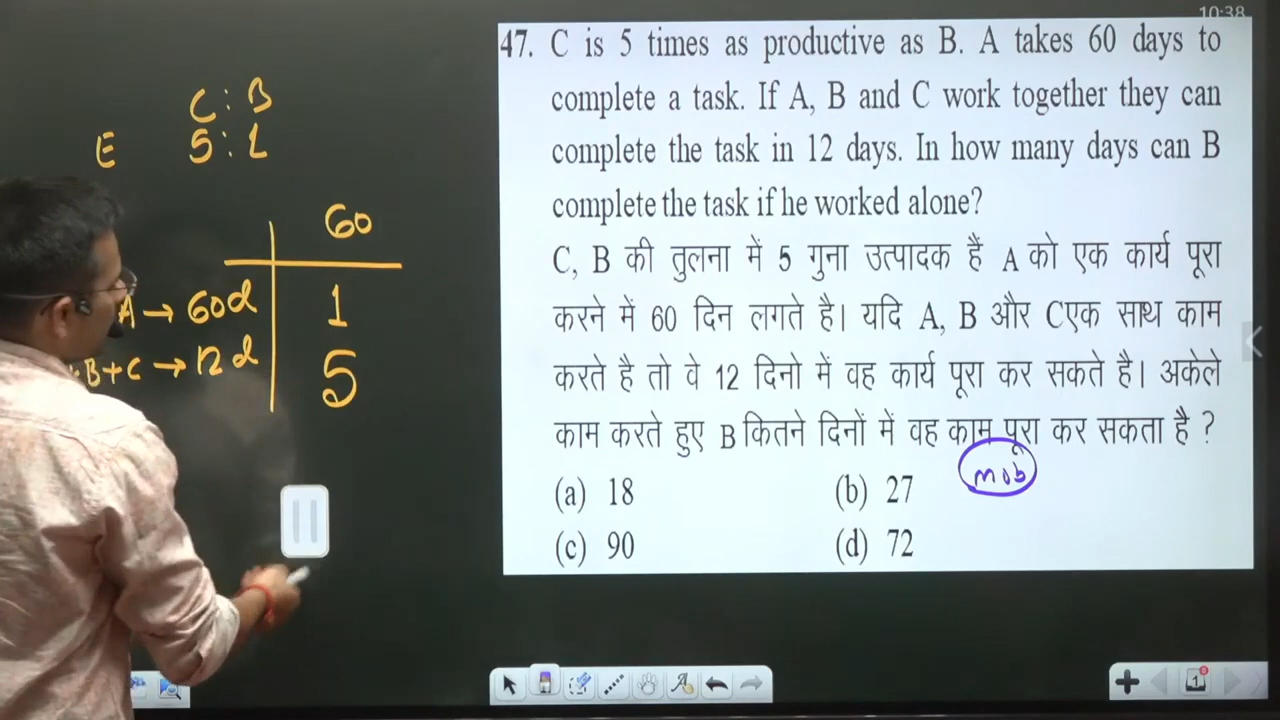 10:38
C : B
E 5 : 1
60
A → 60d 1
B+C → 12d 5
47. C is 5 times as productive as B. A takes 60 days to
complete a task. If A, B and C work together they can
complete the task in 12 days. In how many days can B
complete the task if he worked alone?
C, B की तुलना में 5 गुना उत्पादक हैं A को एक कार्य पूरा
करने में 60 दिन लगते है। यदि A, B और Cएक साथ काम
करते है तो वे 12 दिनो में वह कार्य पूरा कर सकते है। अकेले
काम करते हुए B कितने दिनों में वह काम पूरा कर सकता है ?
mob
(a) 18 (b) 27
(c) 90 (d) 72
1